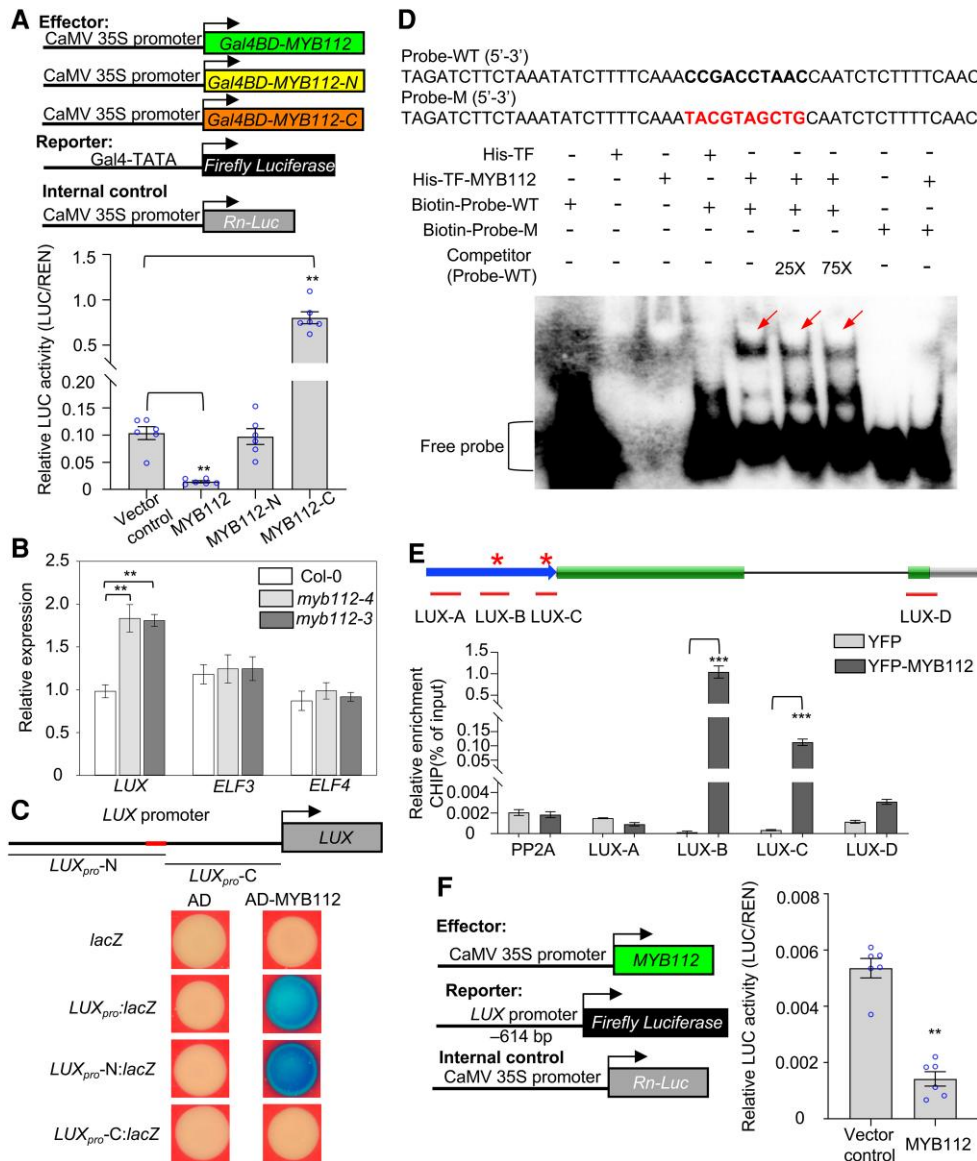 A
Effector:
CaMV 35S promoter Gal4BD-MYB112
CaMV 35S promoter Gal4BD-MYB112-N
CaMV 35S promoter Gal4BD-MYB112-C
Reporter:
Gal4-TATA Firefly Luciferase
Internal control
CaMV 35S promoter Rn-Luc
Relative LUC activity (LUC/REN)
1.5
1.0
0.5
0.20
0.15
0.10
0.05
0
**
**
Vector control
MYB112
MYB112-N
MYB112-C
B
Relative expression
2.5
2.0
1.5
1.0
0
**
**
Col-0
myb112-4
myb112-3
LUX ELF3 ELF4
C
LUX promoter
LUX
LUXpro-N
LUXpro-C
AD AD-MYB112
lacZ
LUXpro:lacZ
LUXpro-N:lacZ
LUXpro-C:lacZ
D
Probe-WT (5'-3')
TAGATCTTCTAAATATCTTTTCAAACCGACCTAACCAATCTCTTTTCAAC
Probe-M (5'-3')
TAGATCTTCTAAATATCTTTTCAAATACGTAGCTGCAATCTCTTTTCAAC
His-TF - + - + - - - - -
His-TF-MYB112 - - + - + + + - +
Biotin-Probe-WT + - - + + + + - -
Biotin-Probe-M - - - - - - - + +
Competitor
(Probe-WT) - - - - - 25X 75X - -
Free probe
E
* *
LUX-A LUX-B LUX-C LUX-D
YFP
YFP-MYB112
Relative enrichment
CHIP(% of input)
1.5
1.0
0.5
0.15
0.10
0.05
0.004
0.002
0
***
***
PP2A LUX-A LUX-B LUX-C LUX-D
F
Effector:
CaMV 35S promoter MYB112
Reporter:
LUX promoter Firefly Luciferase
–614 bp
Internal control
CaMV 35S promoter Rn-Luc
Relative LUC activity (LUC/REN)
0.008
0.006
0.004
0.002
0
**
Vector
control
MYB112